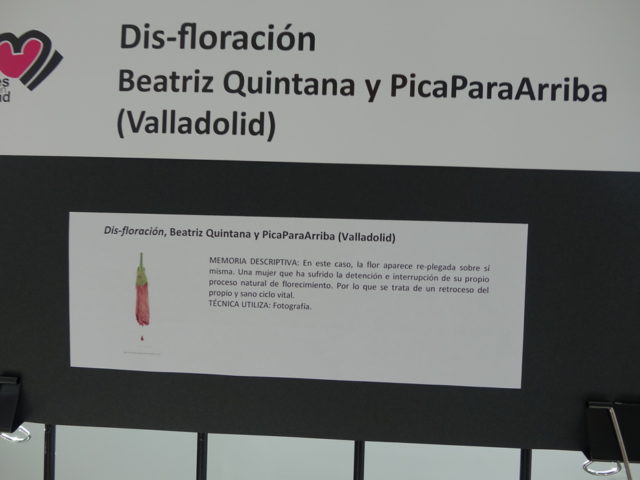 Dis-floración
Beatriz Quintana y PicaParaArriba
(Valladolid)
Dis-floración, Beatriz Quintana y PicaParaArriba (Valladolid)
MEMORIA DESCRIPTIVA: En este caso, la flor aparece re-plegada sobre sí
misma. Una mujer que ha sufrido la detención e interrupción de su propio
proceso natural de florecimiento. Por lo que se trata de un retroceso del
propio y sano ciclo vital.
TÉCNICA UTILIZA: Fotografía.